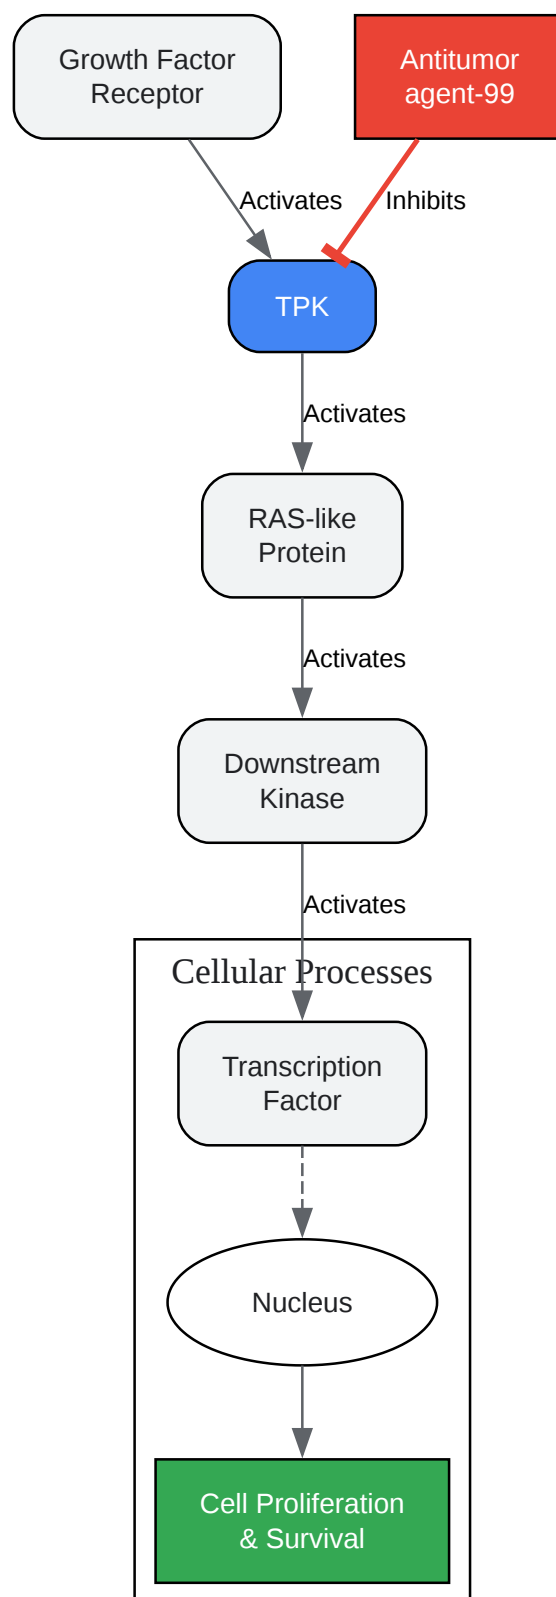 Growth Factor
Receptor
Antitumor
agent-99
Activates
Inhibits
TPK
Activates
RAS-like
Protein
Activates
Downstream
Kinase
Activates
Cellular Processes
Transcription
Factor
Nucleus
Cell Proliferation
& Survival